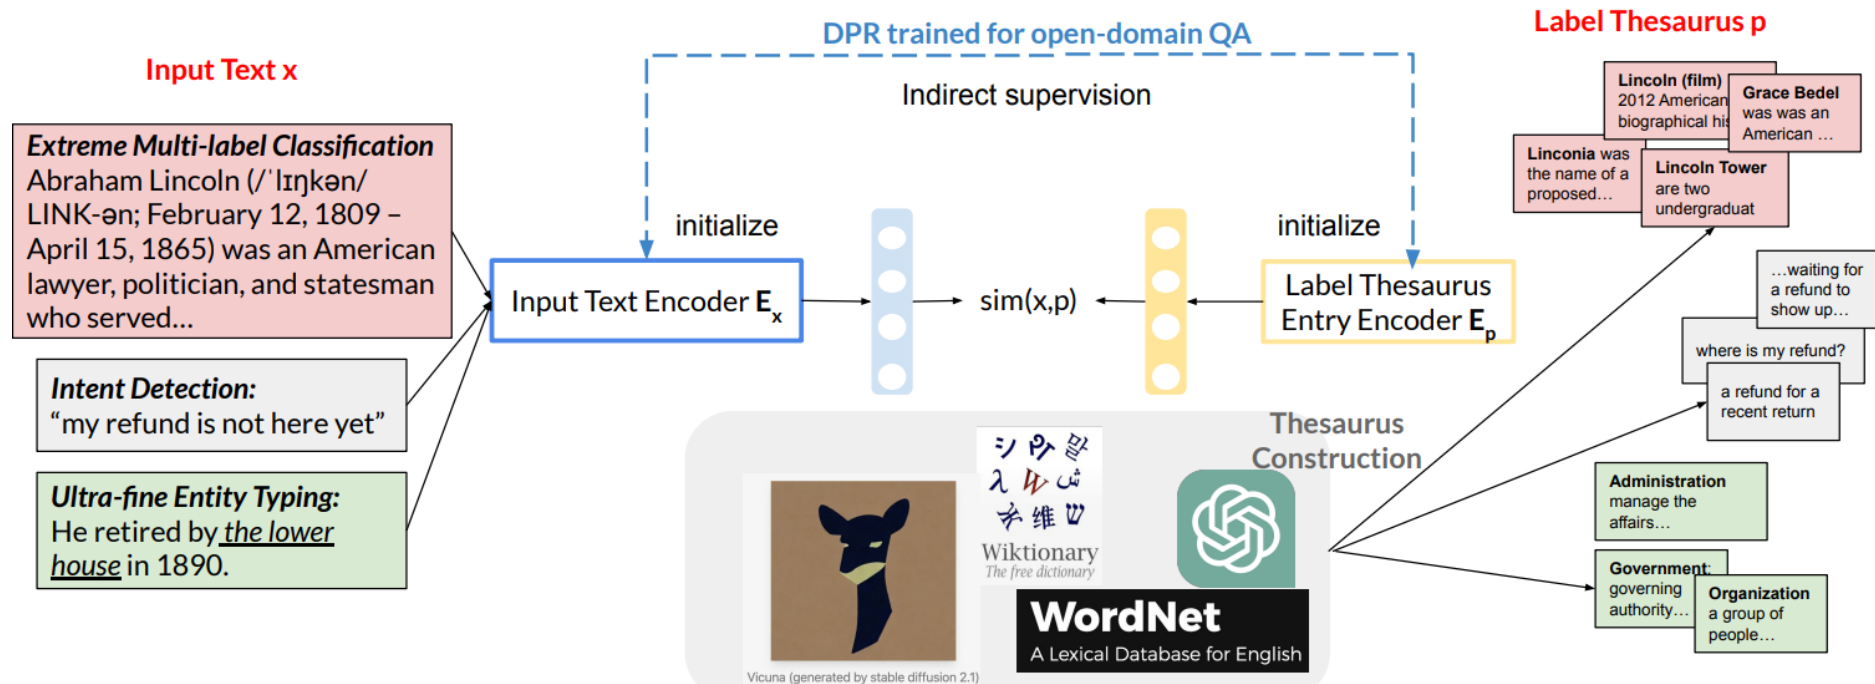 DPR trained for open-domain QA
Indirect supervision
Input Text x
Extreme Multi-label Classification
Abraham Lincoln (/ˈlɪŋkən/
LINK-ən; February 12, 1809 –
April 15, 1865) was an American
lawyer, politician, and statesman
who served...
Intent Detection:
“my refund is not here yet”
Ultra-fine Entity Typing:
He retired by the lower
house in 1890.
initialize
initialize
Input Text Encoder Ex
sim(x,p)
Label Thesaurus
Entry Encoder Ep
Thesaurus
Construction
シ
말
λ
W
维
ש
Wiktionary
The free dictionary
WordNet
A Lexical Database for English
Vicuna (generated by stable diffusion 2.1)
Label Thesaurus p
Lincoln (film)
2012 American
biographical his
Grace Bedel
was was an
American ...
Linconia was
the name of a
proposed...
Lincoln Tower
are two
undergraduat
...waiting for
a refund to
show up...
where is my refund?
a refund for a
recent return
Administration
manage the
affairs...
Government:
governing
authority...
Organization
a group of
people...